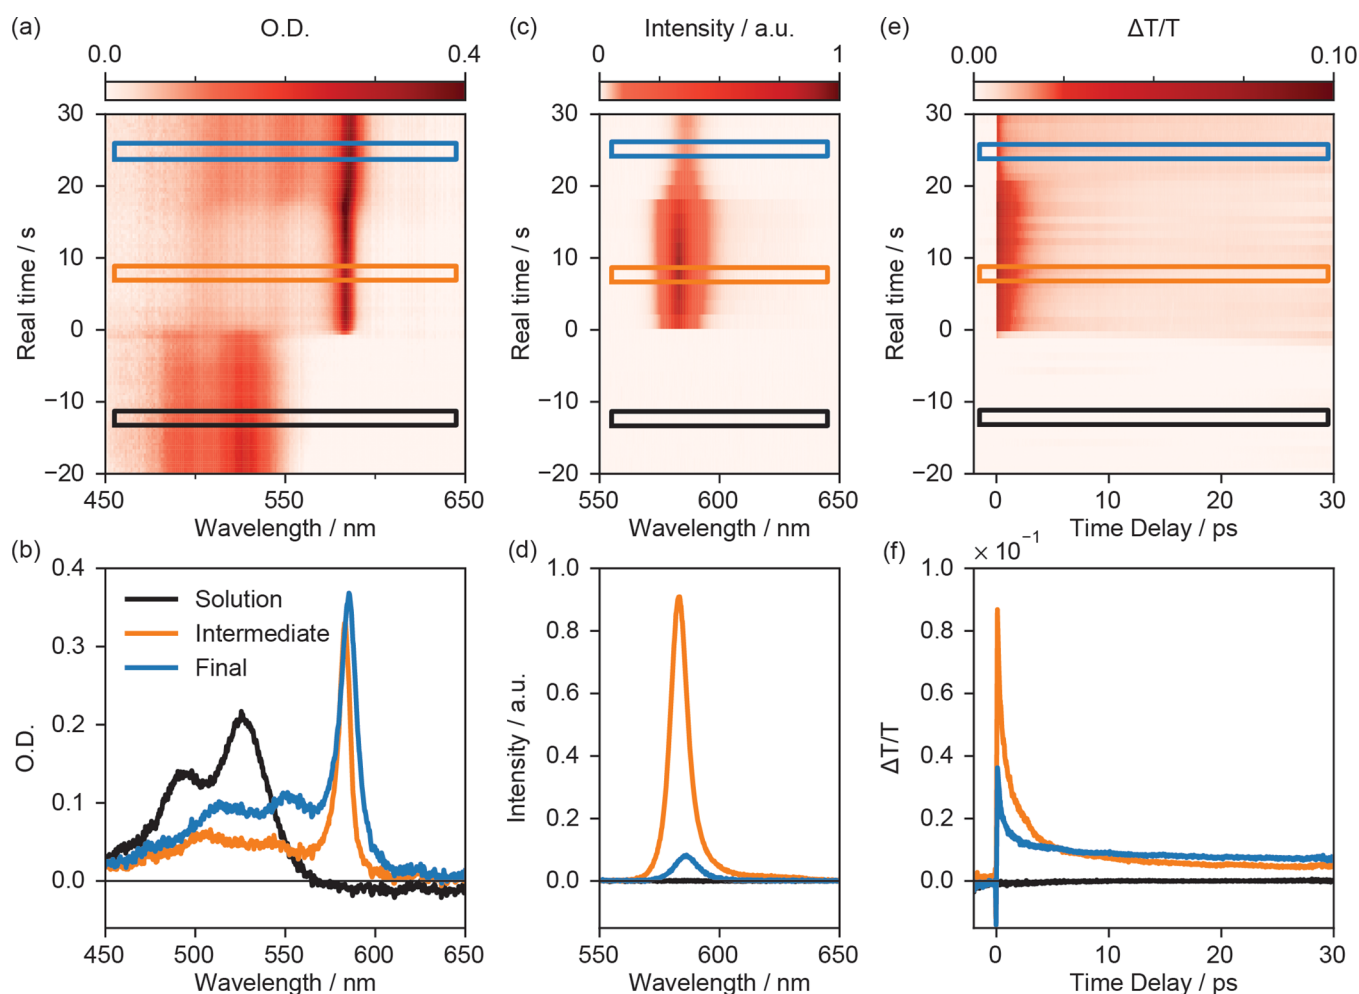 (a) O.D.
0.0 0.4
30
20
10
0
−10
−20
Real time / s
450 550 650
Wavelength / nm
(c) Intensity / a.u.
0 1
30
20
10
0
−10
−20
Real time / s
550 600 650
Wavelength / nm
(e) ΔT/T
0.00 0.10
30
20
10
0
−10
−20
Real time / s
0 10 20 30
Time Delay / ps
(b)
0.4
0.3
0.2
0.1
0.0
O.D.
Solution
Intermediate
Final
450 500 550 600 650
Wavelength / nm
(d)
1.0
0.8
0.6
0.4
0.2
0.0
Intensity / a.u.
550 600 650
Wavelength / nm
(f) × 10⁻¹
1.0
0.8
0.6
0.4
0.2
0.0
ΔT/T
0 10 20 30
Time Delay / ps